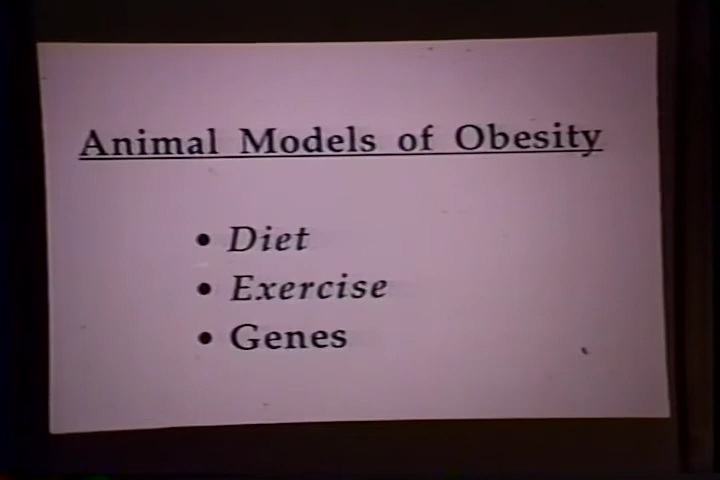 Animal Models of Obesity
• Diet
• Exercise
• Genes